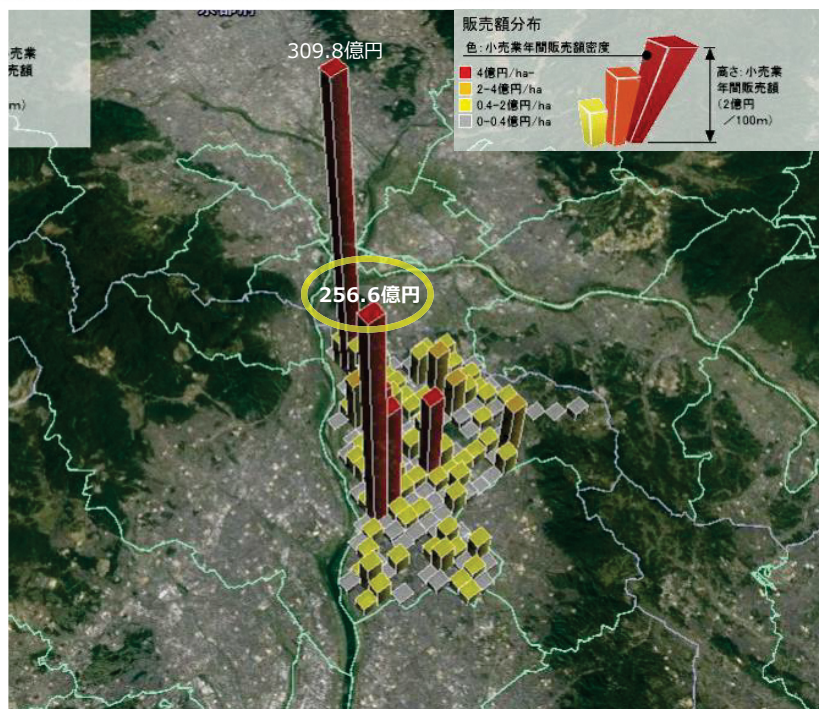 京都府
売業
売額
m）
309.8億円
256.6億円
販売額分布
色：小売業年間販売額密度
4億円/ha-
2-4億円/ha
0.4-2億円/ha
0-0.4億円/ha
高さ：小売業
年間販売額
（2億円
／100m）